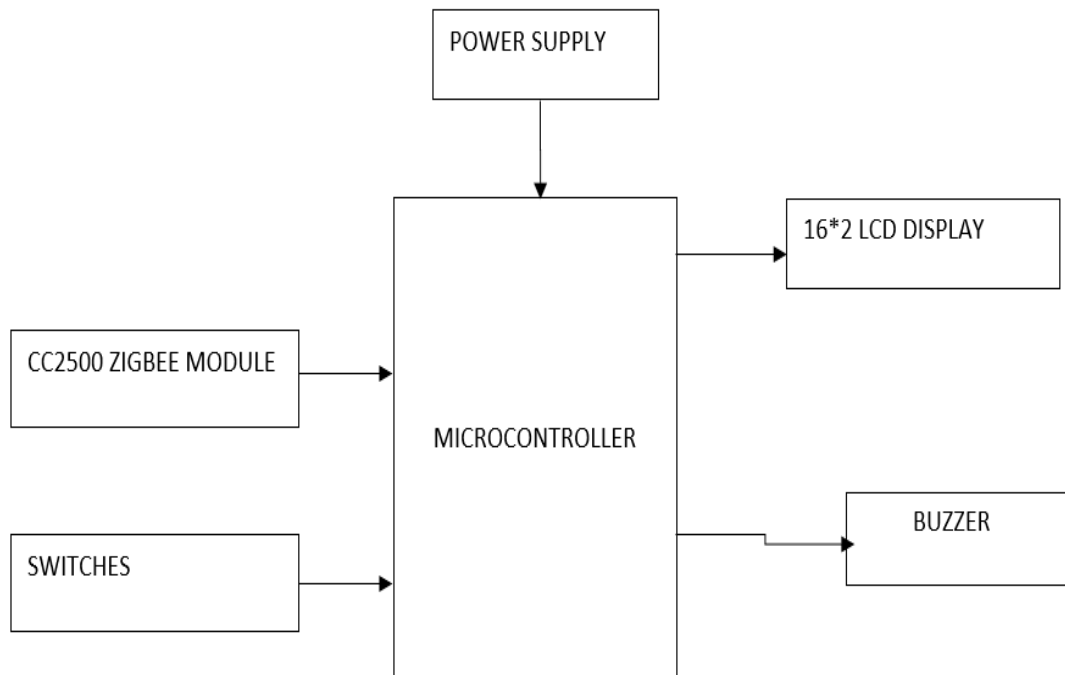 POWER SUPPLY
16*2 LCD DISPLAY
CC2500 ZIGBEE MODULE
MICROCONTROLLER
BUZZER
SWITCHES